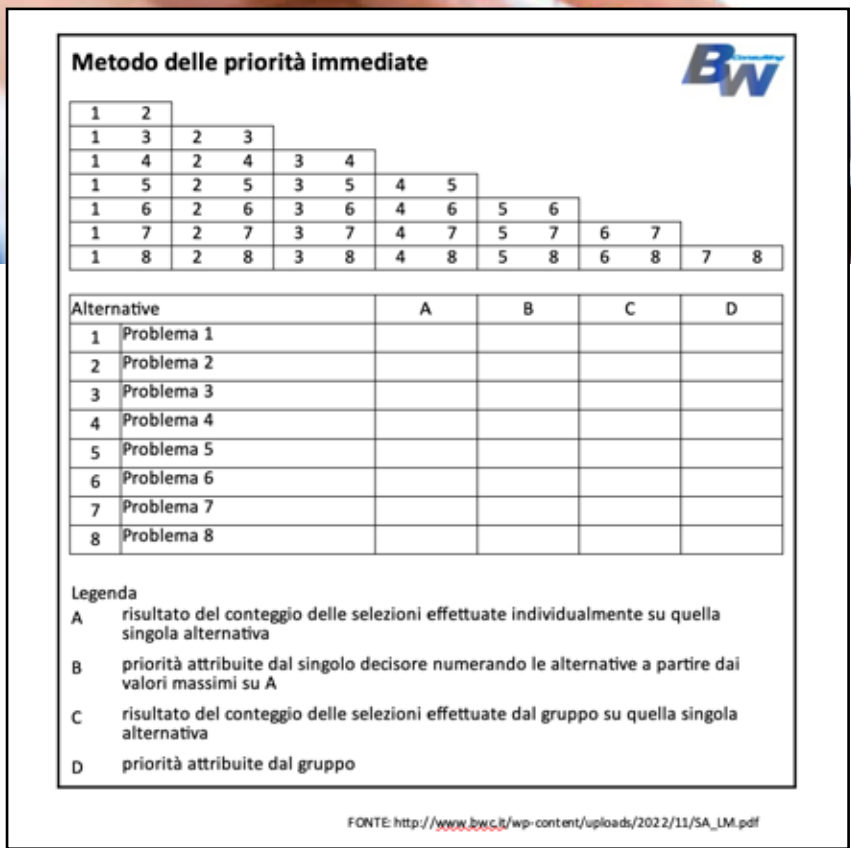 Metodo delle priorità immediate
BW Consulting
1 2
1 3 2 3
1 4 2 4 3 4
1 5 2 5 3 5 4 5
1 6 2 6 3 6 4 6 5 6
1 7 2 7 3 7 4 7 5 7 6 7
1 8 2 8 3 8 4 8 5 8 6 8 7 8
Alternative A B C D
1 Problema 1
2 Problema 2
3 Problema 3
4 Problema 4
5 Problema 5
6 Problema 6
7 Problema 7
8 Problema 8
Legenda
A risultato del conteggio delle selezioni effettuate individualmente su quella
singola alternativa
B priorità attribuite dal singolo decisore numerando le alternative a partire dai
valori massimi su A
C risultato del conteggio delle selezioni effettuate dal gruppo su quella singola
alternativa
D priorità attribuite dal gruppo
FONTE: http://www.bwc.it/wp-content/uploads/2022/11/SA_LM.pdf